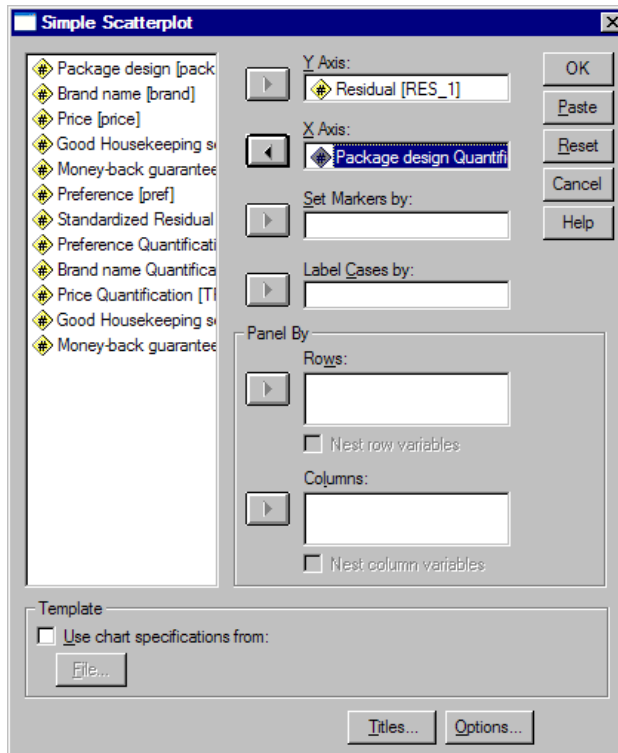 Simple Scatterplot
Package design [pack
Brand name [brand]
Price [price]
Good Housekeeping s
Money-back guarantee
Preference [pref]
Standardized Residual
Preference Quantificati
Brand name Quantifica
Price Quantification [T
Good Housekeeping s
Money-back guarantee
Y Axis:
Residual [RES_1]
X Axis:
Package design Quantifi
Set Markers by:
Label Cases by:
Panel By
Rows:
Nest row variables
Columns:
Nest column variables
OK
Paste
Reset
Cancel
Help
Template
Use chart specifications from:
File...
Titles...
Options...